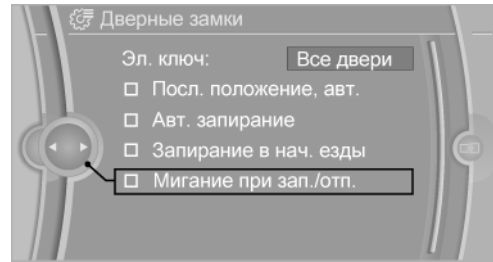 Дверные замки
Эл. ключ: Все двери
Посл. положение, авт.
Авт. запирание
Запирание в нач. езды
Мигание при зап./отп.